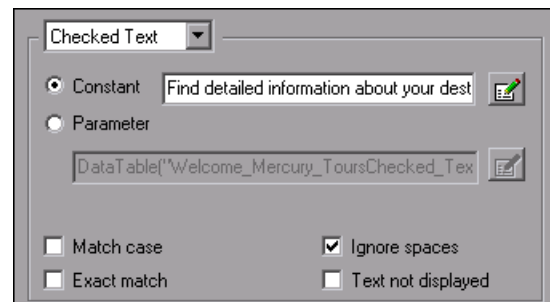 Checked Text
Constant Find detailed information about your dest
Parameter
DataTable("Welcome_Mercury_ToursChecked_Tex
Match case Ignore spaces
Exact match Text not displayed